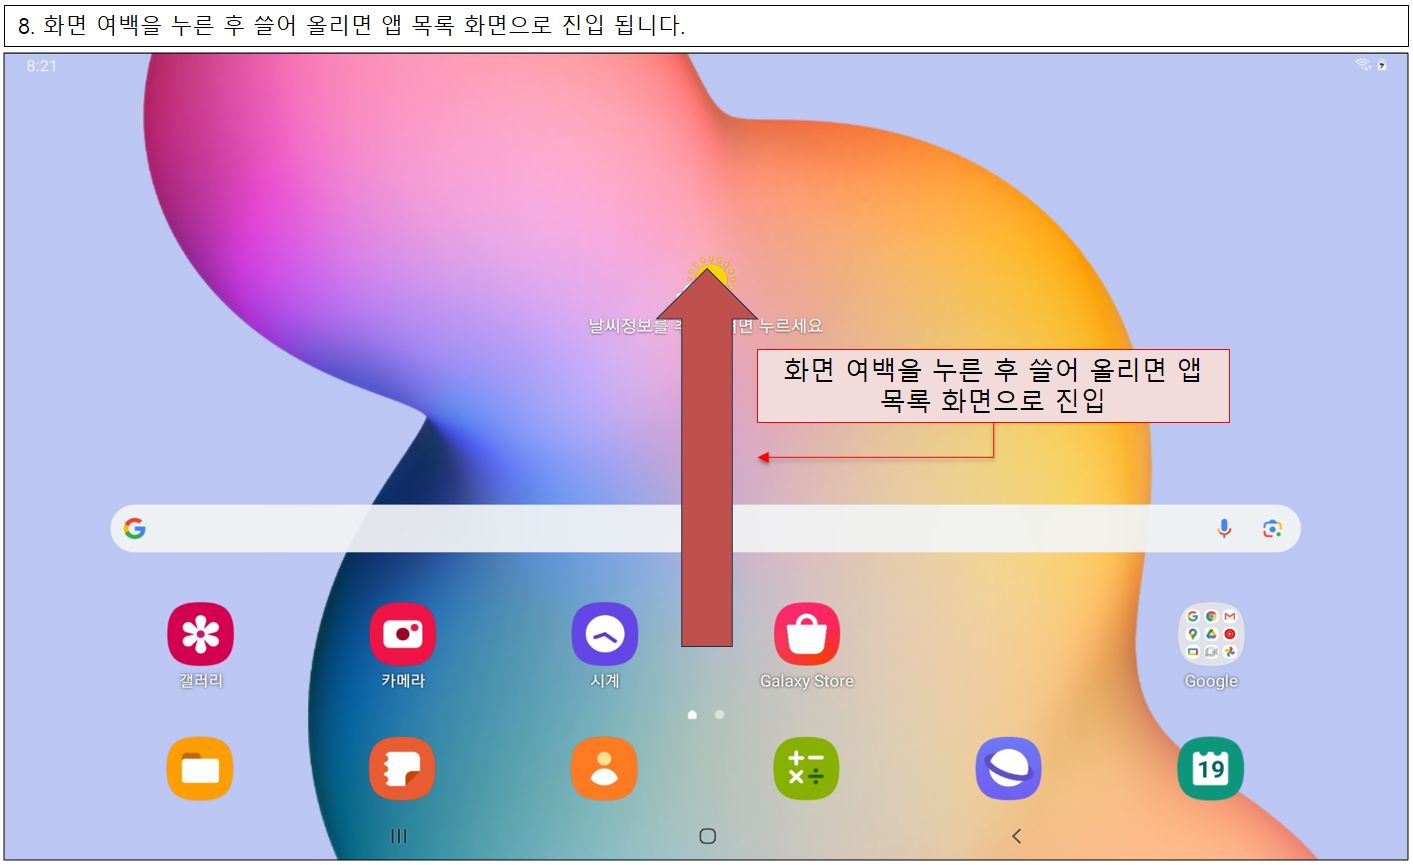 8. 화면 여백을 누른 후 쓸어 올리면 앱 목록 화면으로 진입 됩니다.
8:21
날씨정보를 면 누르세요
화면 여백을 누른 후 쓸어 올리면 앱
목록 화면으로 진입
갤러리
카메라
시계
Galaxy Store
Google
19